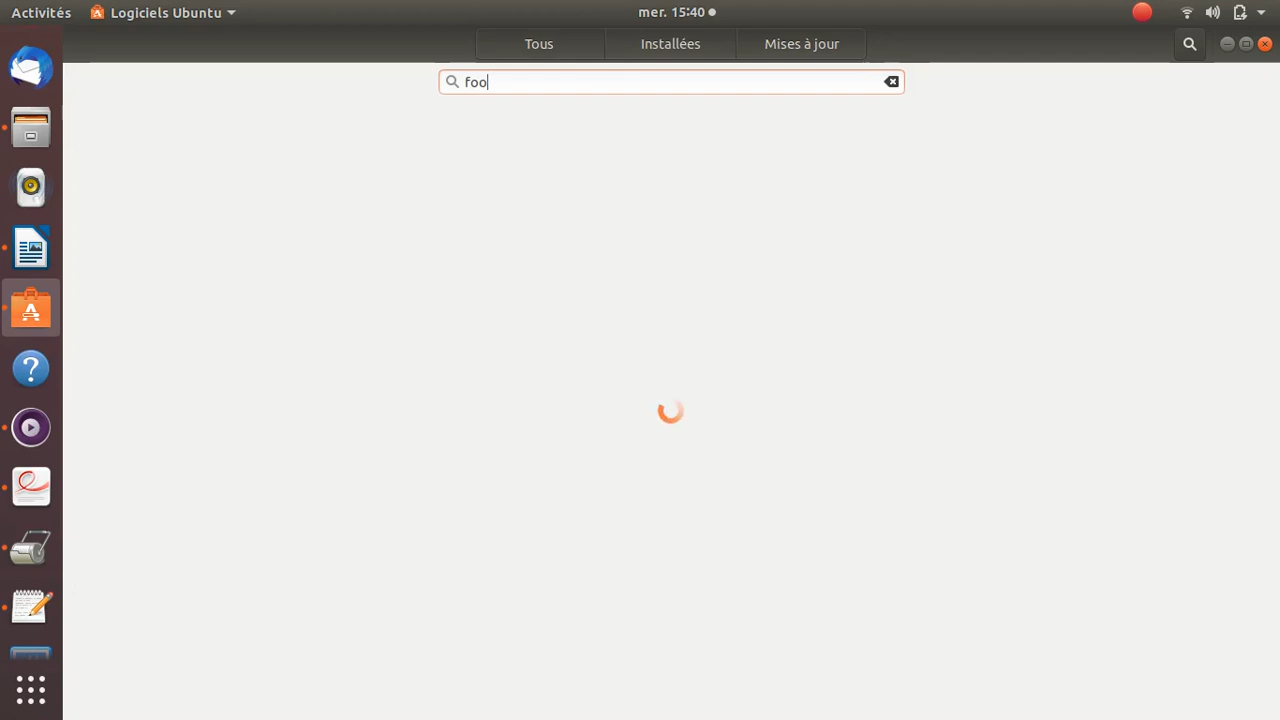 Activités
Logiciels Ubuntu
mer. 15:40
Tous
Installées
Mises à jour
foo